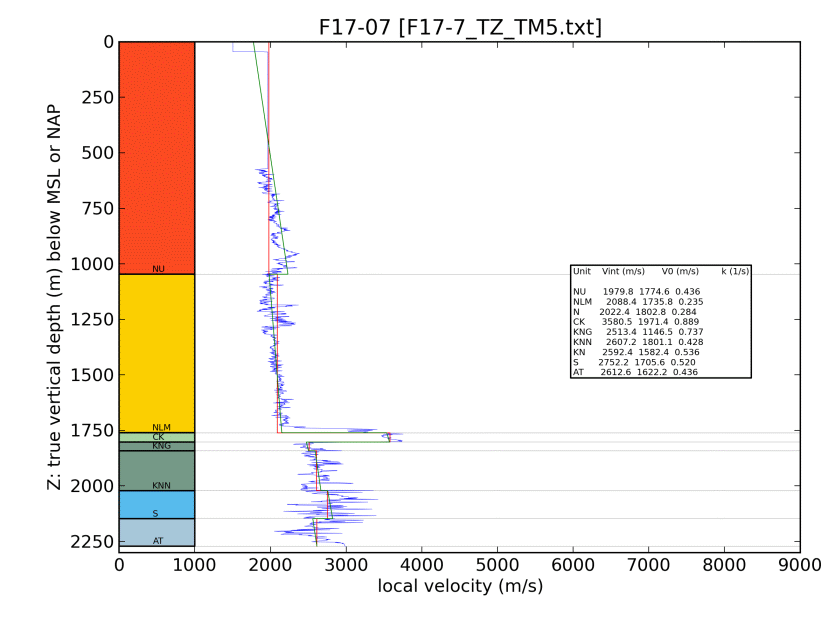 F17-07 [F17-7_TZ_TM5.txt]
Z: true vertical depth (m) below MSL or NAP
0
250
500
750
1000
1250
1500
1750
2000
2250
NU
NLM
CK
KNG
KNN
S
AT
Unit Vint (m/s) V0 (m/s) k (1/s)
NU 1979.8 1774.6 0.436
NLM 2088.4 1735.8 0.235
N 2022.4 1802.8 0.284
CK 3580.5 1971.4 0.889
KNG 2513.4 1146.5 0.737
KNN 2607.2 1801.1 0.428
KN 2592.4 1582.4 0.536
S 2752.2 1705.6 0.520
AT 2612.6 1622.2 0.436
0 1000 2000 3000 4000 5000 6000 7000 8000 9000
local velocity (m/s)